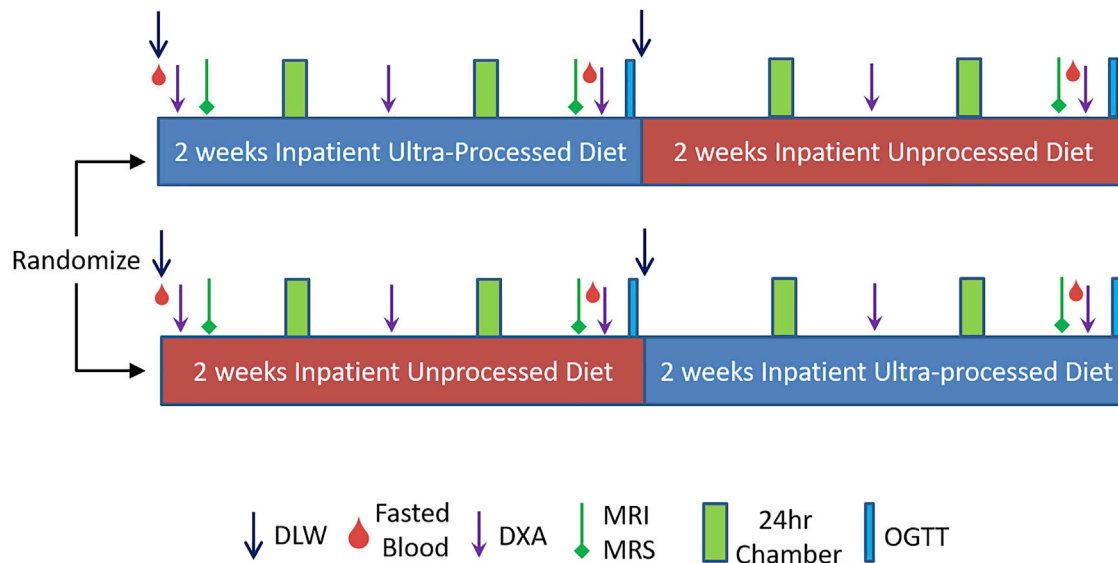 2 weeks Inpatient Ultra-Processed Diet
2 weeks Inpatient Unprocessed Diet
Randomize
2 weeks Inpatient Unprocessed Diet
2 weeks Inpatient Ultra-processed Diet
DLW
Fasted
Blood
DXA
MRI
MRS
24hr
Chamber
OGTT